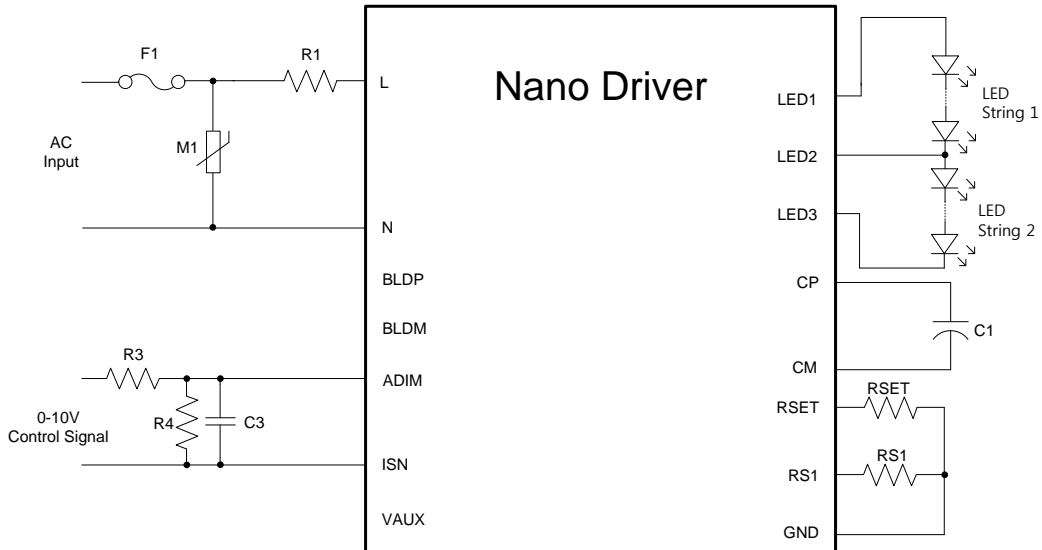 Nano Driver
F1
R1
L
AC
Input
M1
N
BLDP
BLDM
R3
ADIM
0-10V
Control Signal
R4
C3
ISN
VAUX
LED1
LED
String 1
LED2
LED3
LED
String 2
CP
C1
CM
RSET
RSET
RS1
RS1
GND